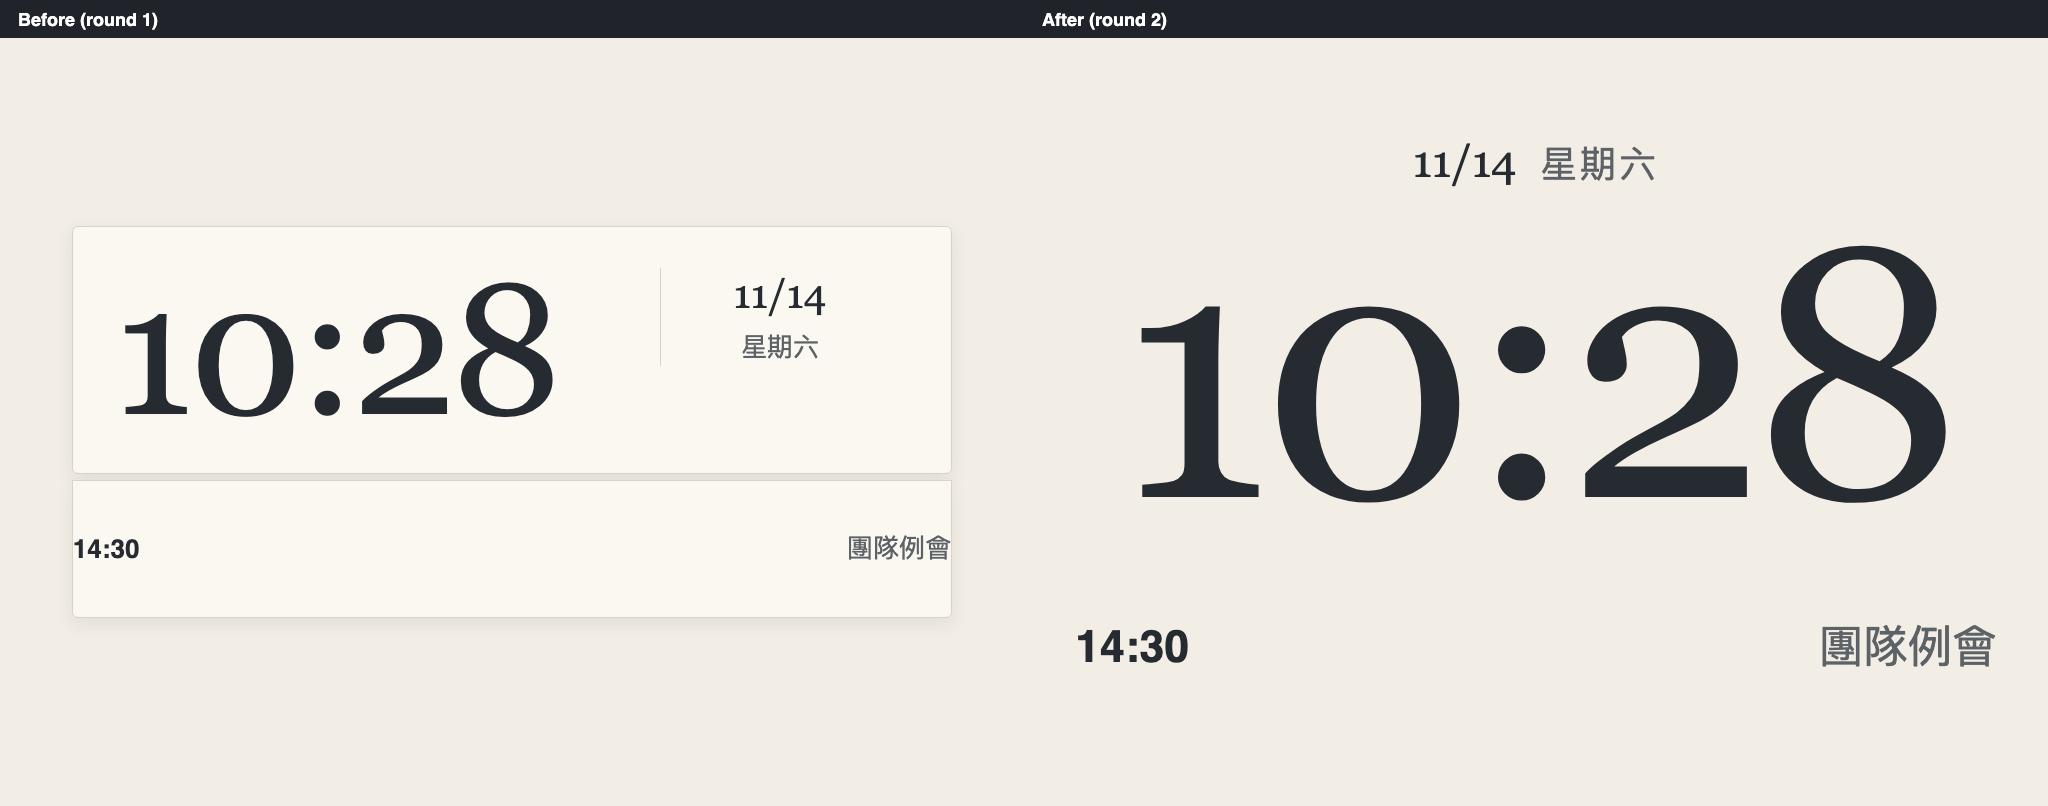 Before (round 1)
10:28
11/14
星期六
14:30 團隊例會
After (round 2)
11/14 星期六
10:28
14:30 團隊例會